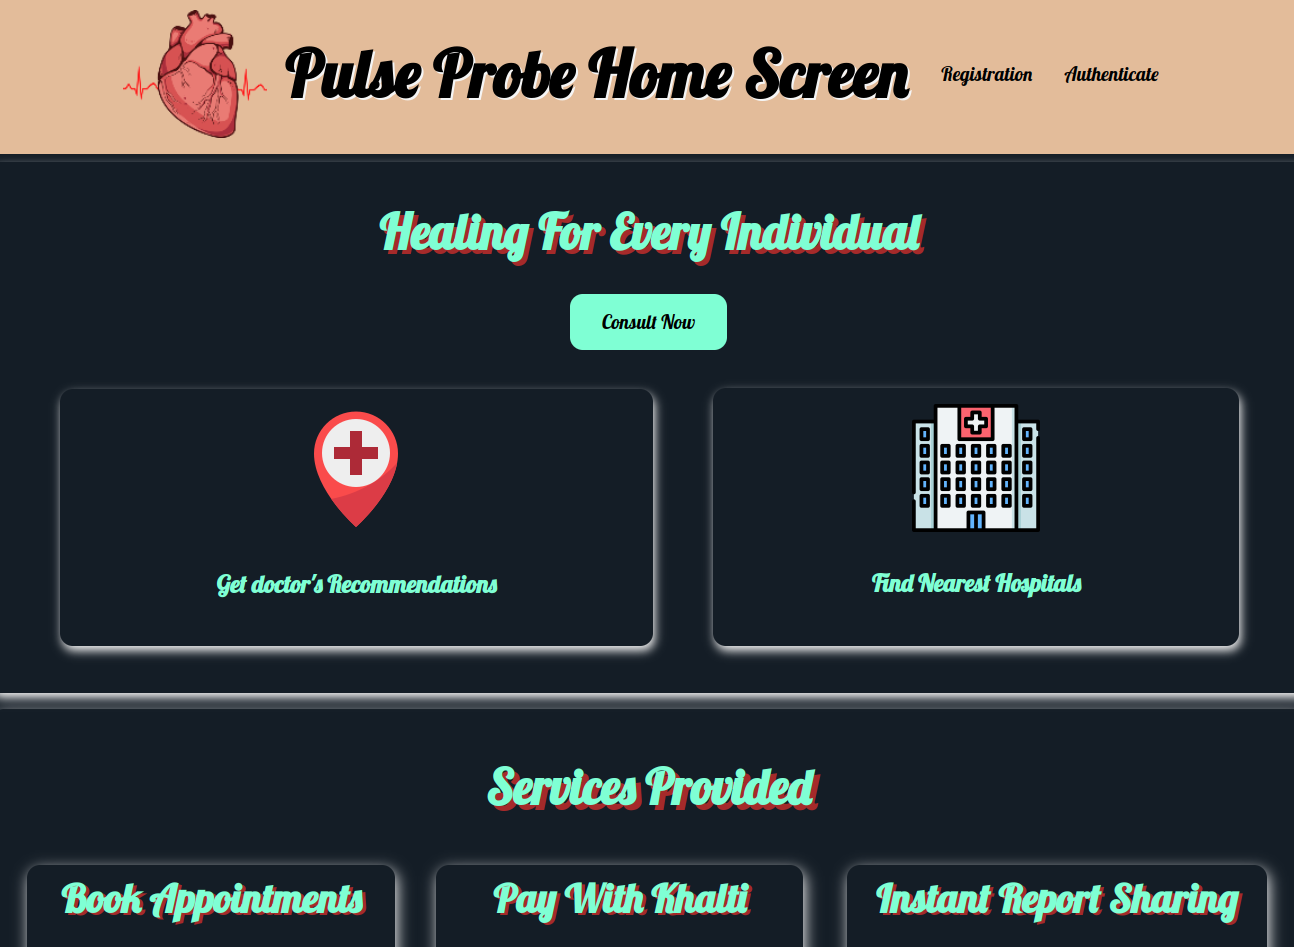 Pulse Probe Home Screen
Registration
Authenticate
Healing For Every Individual
Consult Now
Get doctor's Recommendations
Find Nearest Hospitals
Services Provided
Book Appointments
Pay With Khalti
Instant Report Sharing